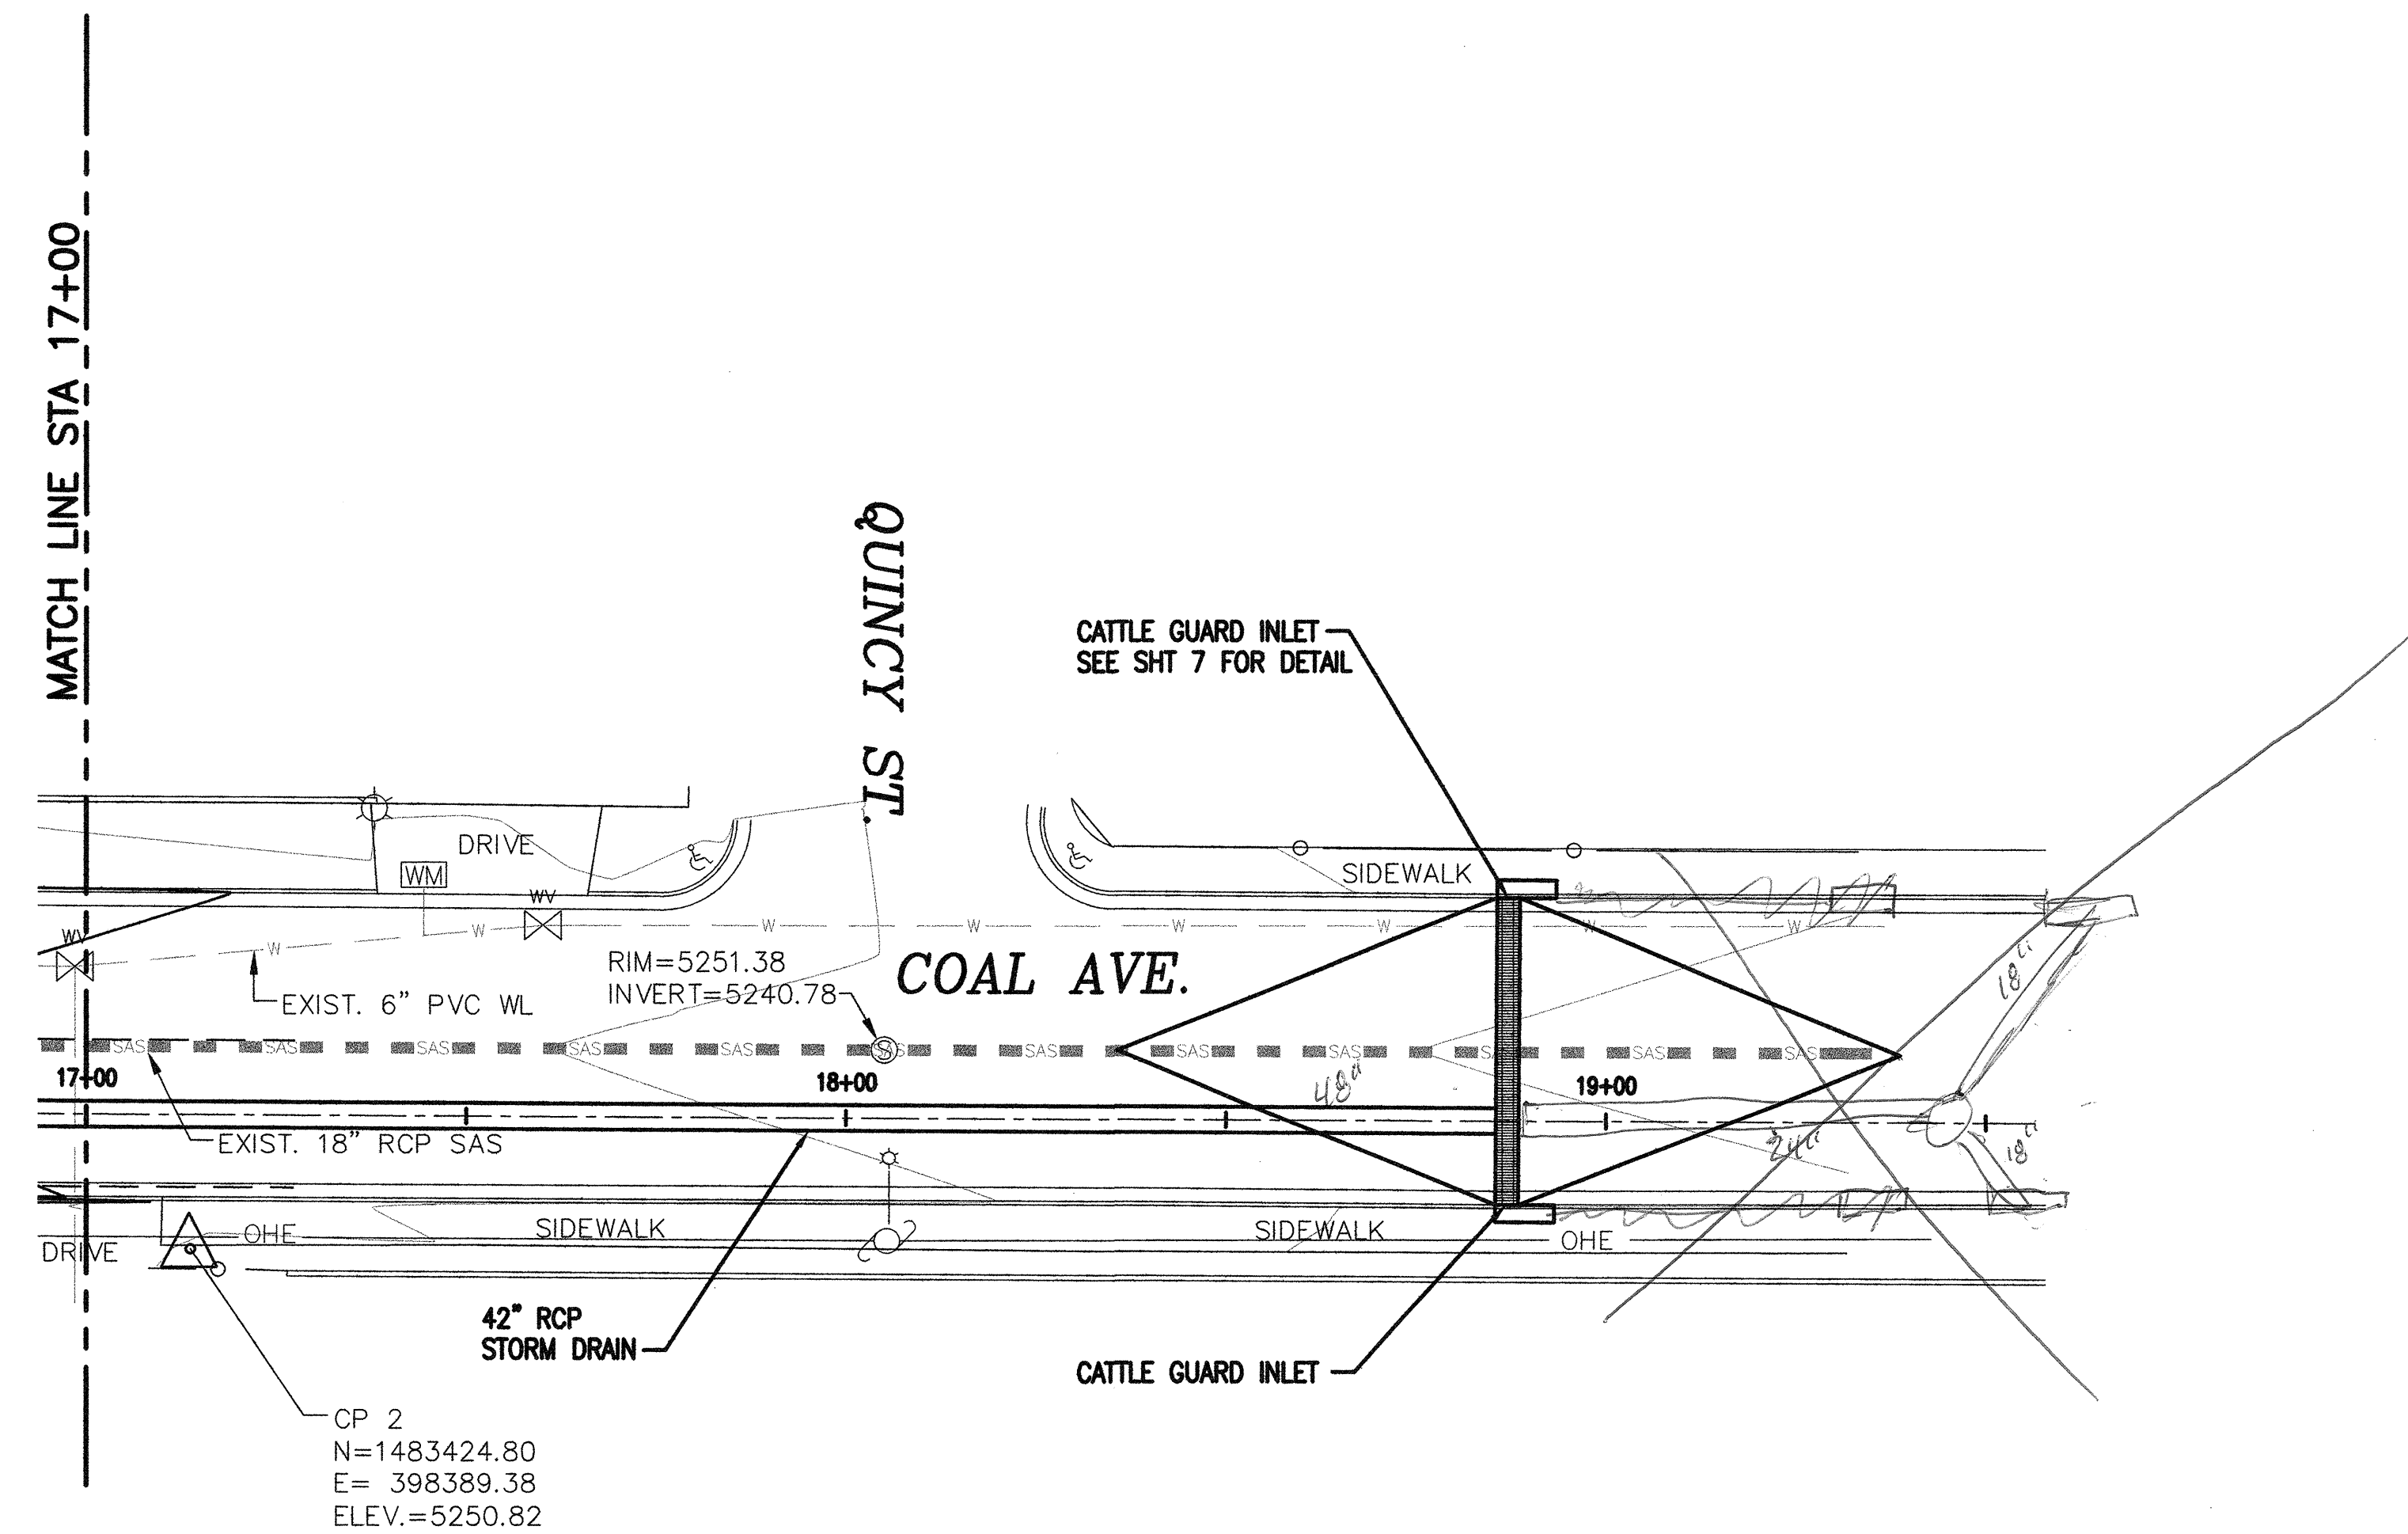 MATCH LINE STA 17+00
QUINCY ST.
CATTLE GUARD INLET
SEE SHT 7 FOR DETAIL
DRIVE
WM
SIDEWALK
WV
W
W
W
W
W
W
W
W
WV
W
RIM=5251.38
INVERT=5240.78
COAL AVE.
18"
EXIST. 6" PVC WL
SAS
SAS
SAS
SAS
SAS
S
SAS
SAS
SAS
SAS
SAS
SAS
17+00
18+00
48"
19+00
EXIST. 18" RCP SAS
24"
18"
OHE
SIDEWALK
SIDEWALK
OHE
DRIVE
42" RCP
STORM DRAIN
CATTLE GUARD INLET
CP 2
N=1483424.80
E= 398389.38
ELEV.=5250.82